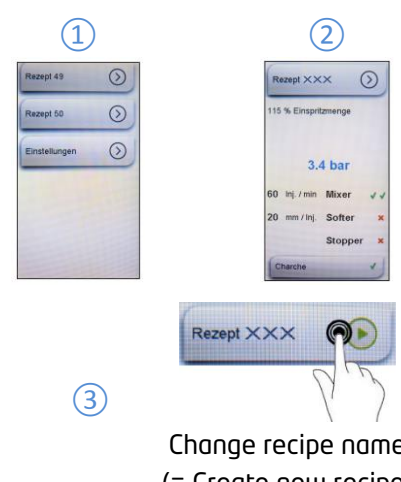 1
2
Rezept 49
Rezept 50
Einstellungen
Rezept XXX
115 % Einspritzmenge
3.4 bar
60 Inj. / min Mixer ✓✓
20 mm / Inj. Softer ×
Stopper ×
Charche ✓
Rezept XXX
3
Change recipe name
(= Create new recipe